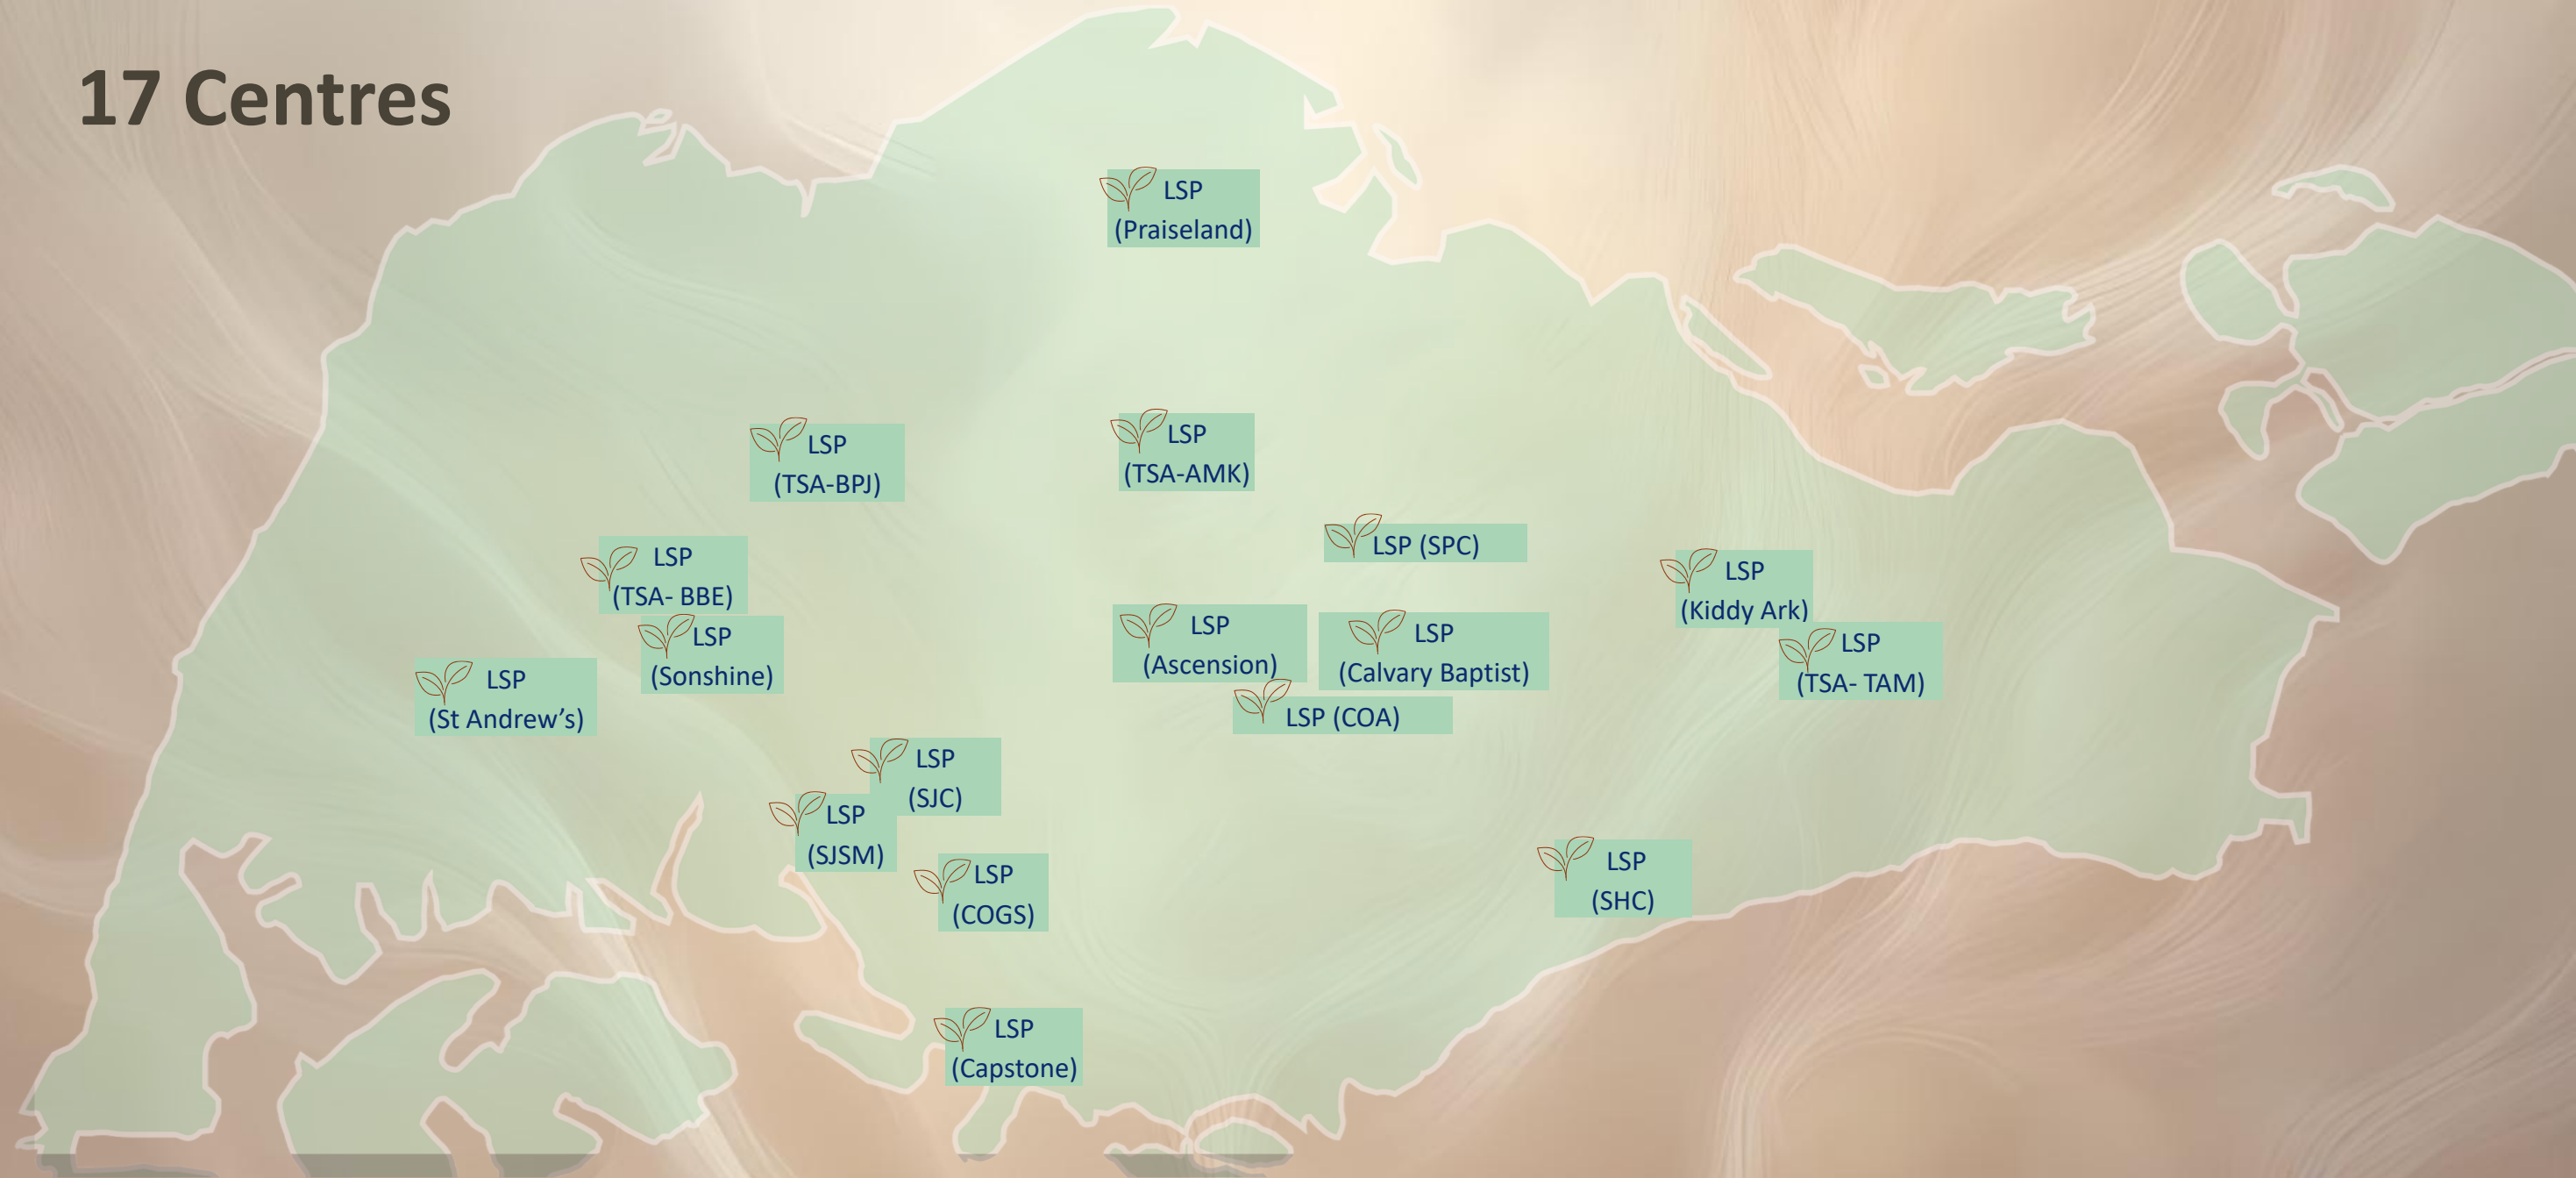 17 Centres
LSP
(Praiseland)
LSP
(TSA-BPJ)
LSP
(TSA-AMK)
LSP (SPC)
LSP
(TSA- BBE)
LSP
(Kiddy Ark)
LSP
(Sonshine)
LSP
(Ascension)
LSP
(Calvary Baptist)
LSP
(TSA- TAM)
LSP
(St Andrew’s)
LSP (COA)
LSP
(SJC)
LSP
(SJSM)
LSP
(COGS)
LSP
(SHC)
LSP
(Capstone)